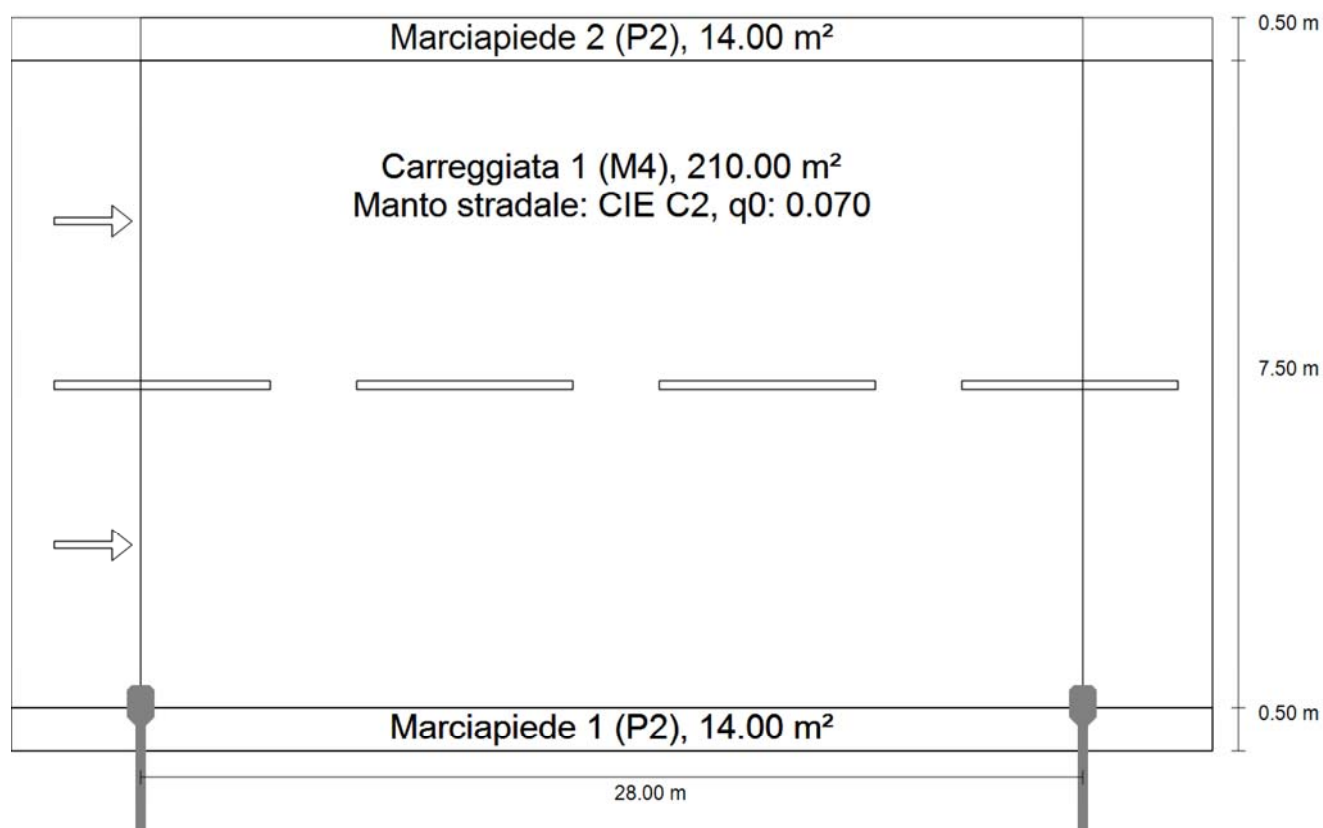 Marciapiede 2 (P2), 14.00 m²
0.50 m
Carreggiata 1 (M4), 210.00 m²
Manto stradale: CIE C2, q0: 0.070
7.50 m
Marciapiede 1 (P2), 14.00 m²
0.50 m
28.00 m